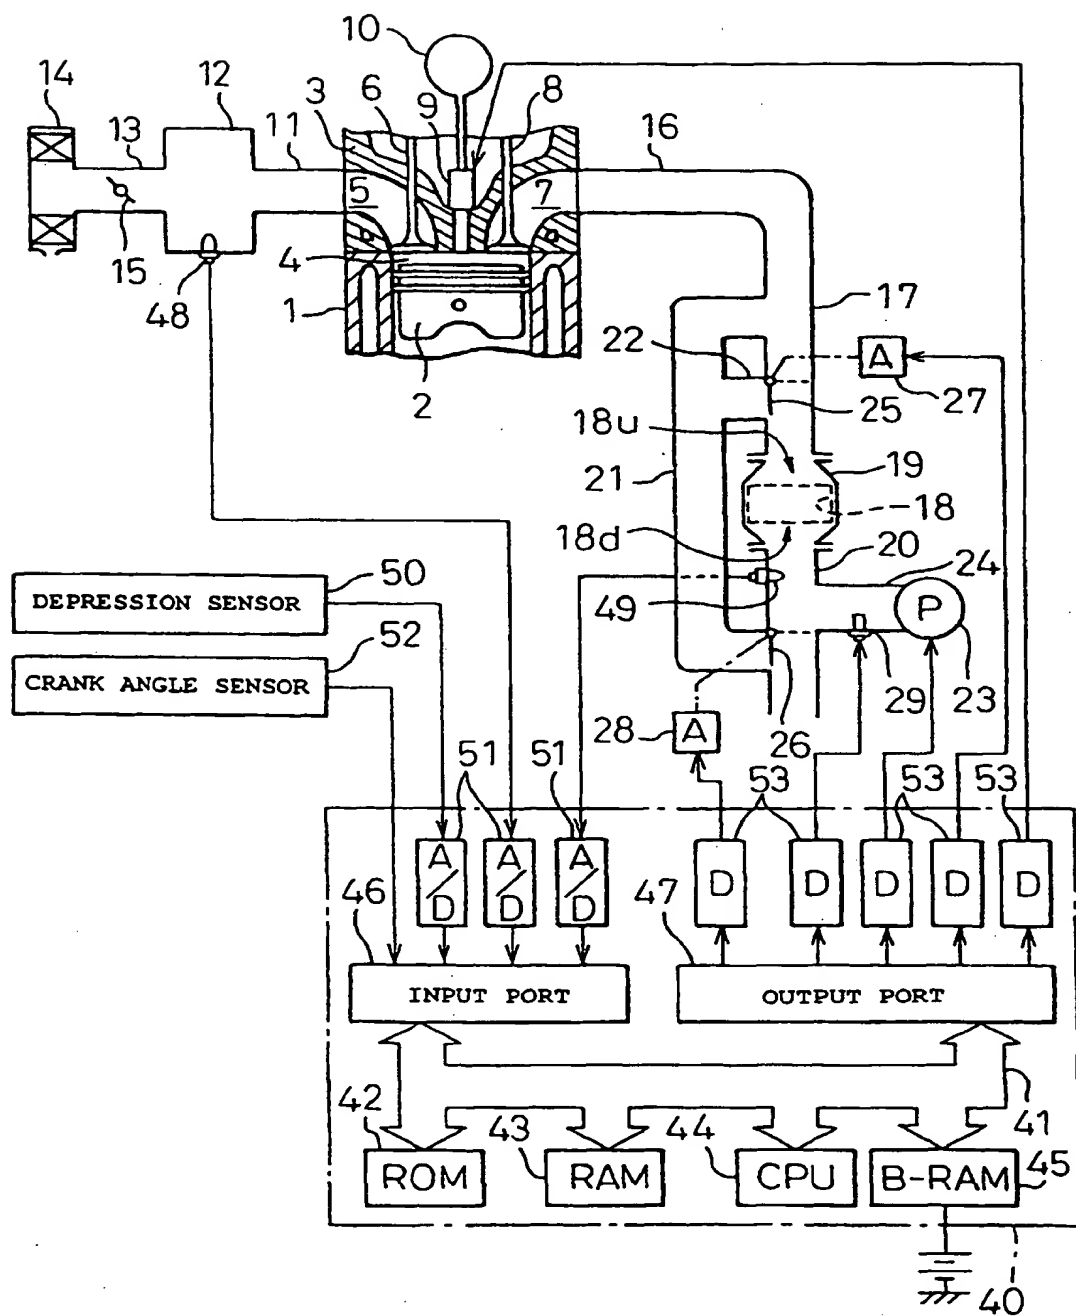 10
14
12
3
6
9
8
13
11
16
5
7
15
48
4
1
2
17
22
A
25
27
18u
21
19
18
18d
20
24
50
DEPRESSION SENSOR
49
P
52
CRANK ANGLE SENSOR
29
23
28
A
26
51
51
53
53
53
A/D
A/D
A/D
D
D
D
D
D
46
47
INPUT PORT
OUTPUT PORT
42
43
44
41
ROM
RAM
CPU
B-RAM
45
40